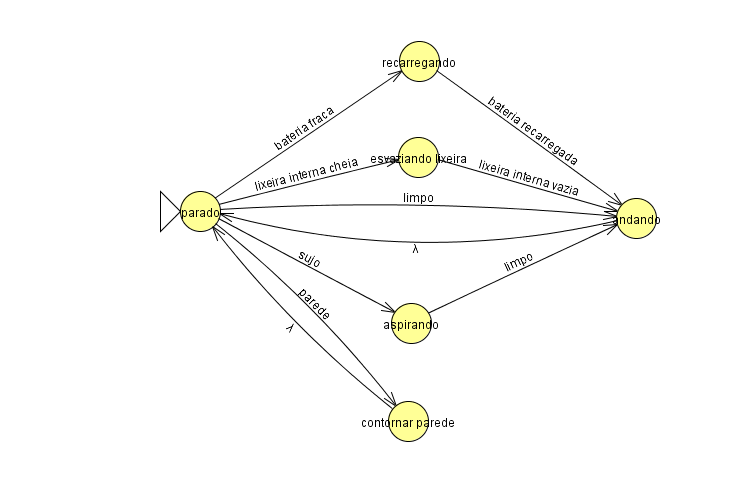 recarregando
bateria fraca
bateria recarregada
esvaziando lixeira
lixeira interna cheia
lixeira interna vazia
limpo
parado
andando
λ
sujo
limpo
parede
aspirando
λ
contornar parede